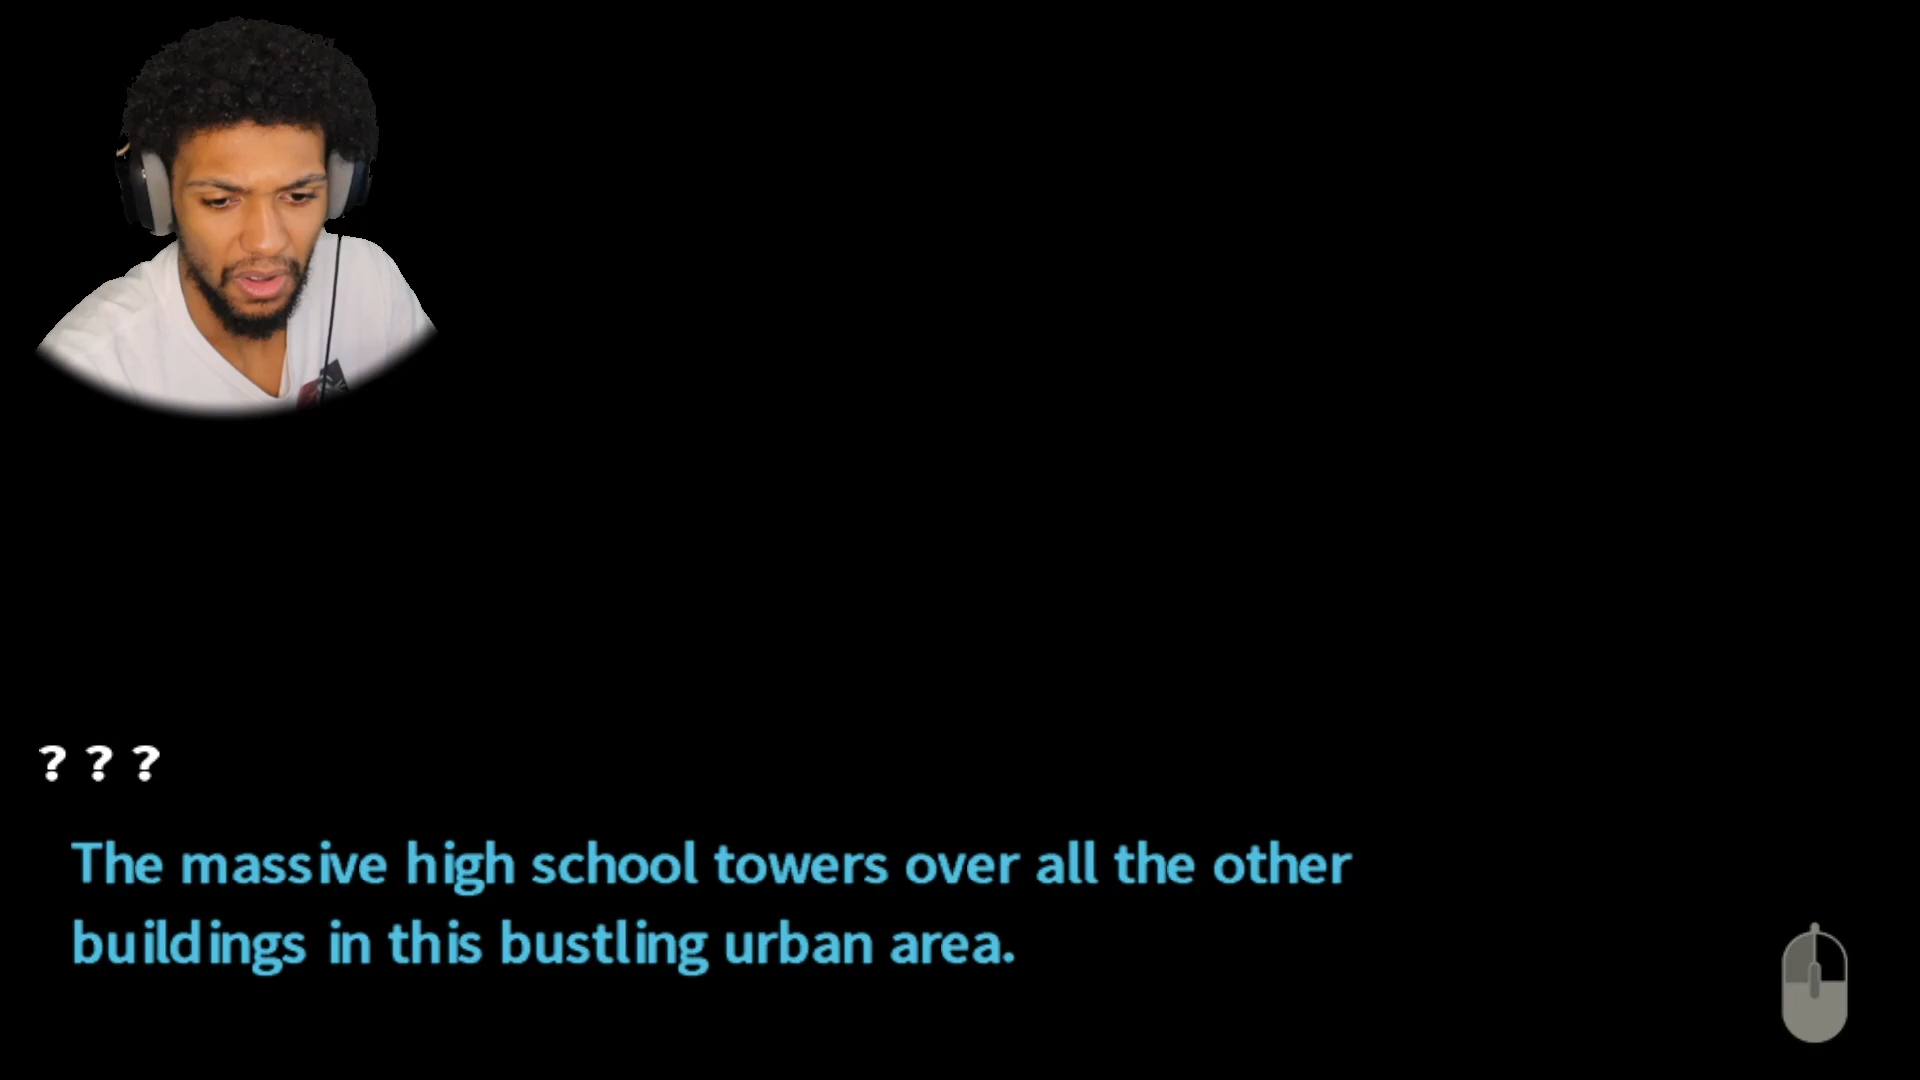 ? ? ?
The massive high school towers over all the other
buildings in this bustling urban area.